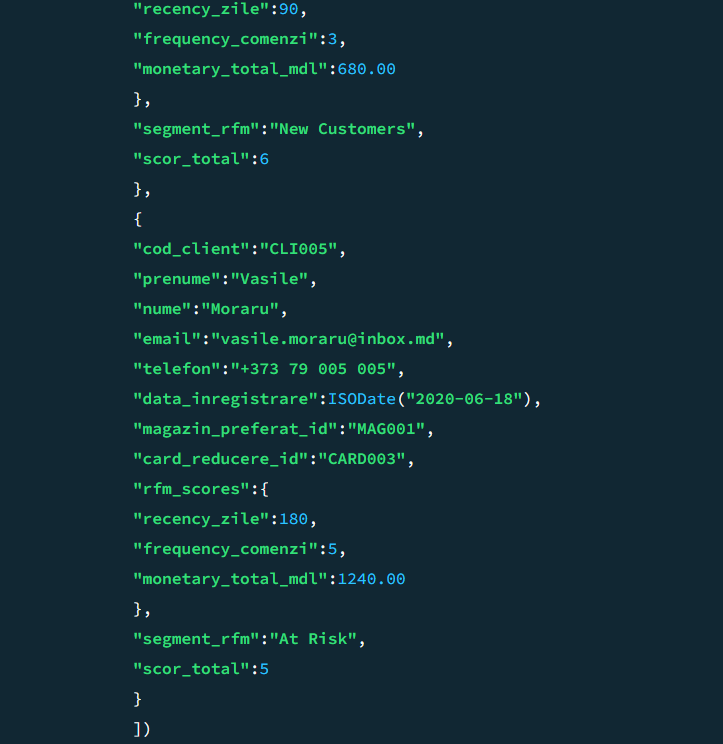 "recency_zile":90,
"frequency_comenzi":3,
"monetary_total_mdl":680.00
},
"segment_rfm":"New Customers",
"scor_total":6
},
{
"cod_client":"CLI005",
"prenume":"Vasile",
"nume":"Moraru",
"email":"vasile.moraru@inbox.md",
"telefon":"+373 79 005 005",
"data_inregistrare":ISODate("2020-06-18"),
"magazin_preferat_id":"MAG001",
"card_reducere_id":"CARD003",
"rfm_scores":{
"recency_zile":180,
"frequency_comenzi":5,
"monetary_total_mdl":1240.00
},
"segment_rfm":"At Risk",
"scor_total":5
}
])